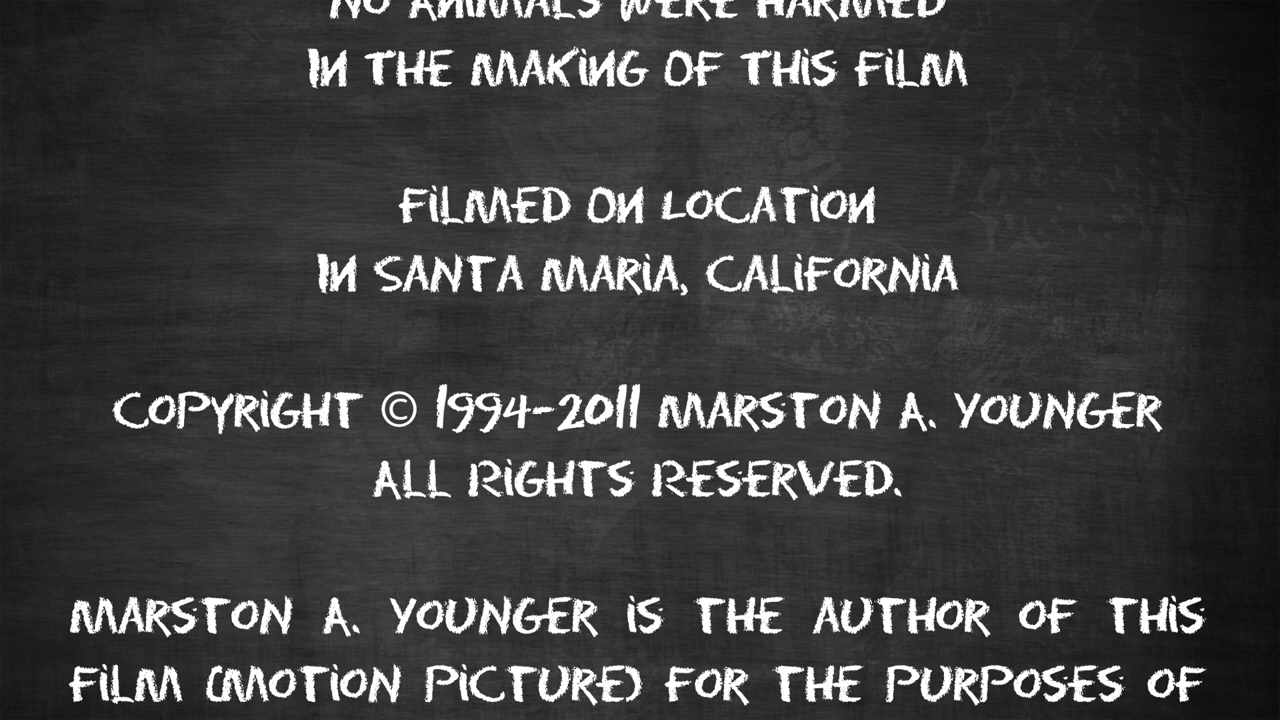 NO ANIMALS WERE HARMED
IN THE MAKING OF THIS FILM
FILMED ON LOCATION
IN SANTA MARIA, CALIFORNIA
COPYRIGHT © 1994-2011 MARSTON A. YOUNGER
ALL RIGHTS RESERVED.
MARSTON A. YOUNGER IS THE AUTHOR OF THIS
FILM (MOTION PICTURE) FOR THE PURPOSES OF